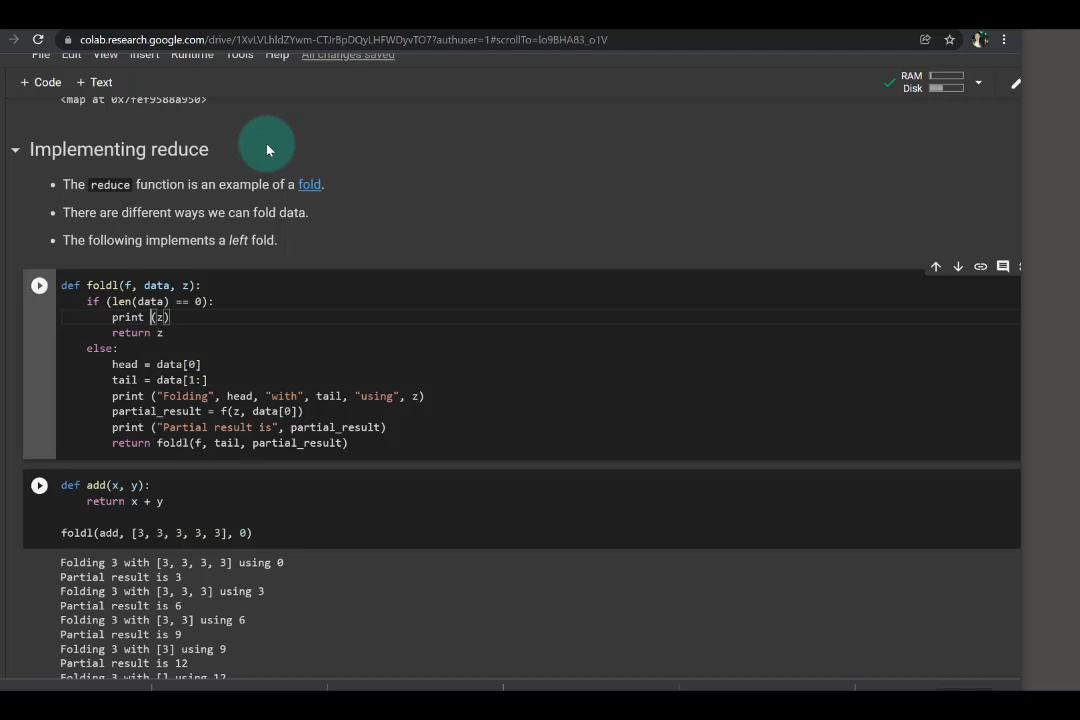 colab.research.google.com/drive/1XvLVLhldZYwm-CTJrBpDQyLHFWDyvTO7?authuser=1#scrollTo=lo9BHA83_o1V
File Edit View Insert Runtime Tools Help All changes saved
+ Code + Text
RAM
Disk
<map at 0x7fef9588a950>
Implementing reduce
The reduce function is an example of a fold.
There are different ways we can fold data.
The following implements a left fold.
def foldl(f, data, z):
if (len(data) == 0):
print (z)
return z
else:
head = data[0]
tail = data[1:]
print ("Folding", head, "with", tail, "using", z)
partial_result = f(z, data[0])
print ("Partial result is", partial_result)
return foldl(f, tail, partial_result)
def add(x, y):
return x + y
foldl(add, [3, 3, 3, 3, 3], 0)
Folding 3 with [3, 3, 3, 3] using 0
Partial result is 3
Folding 3 with [3, 3, 3] using 3
Partial result is 6
Folding 3 with [3, 3] using 6
Partial result is 9
Folding 3 with [3] using 9
Partial result is 12
Folding 3 with [] using 12